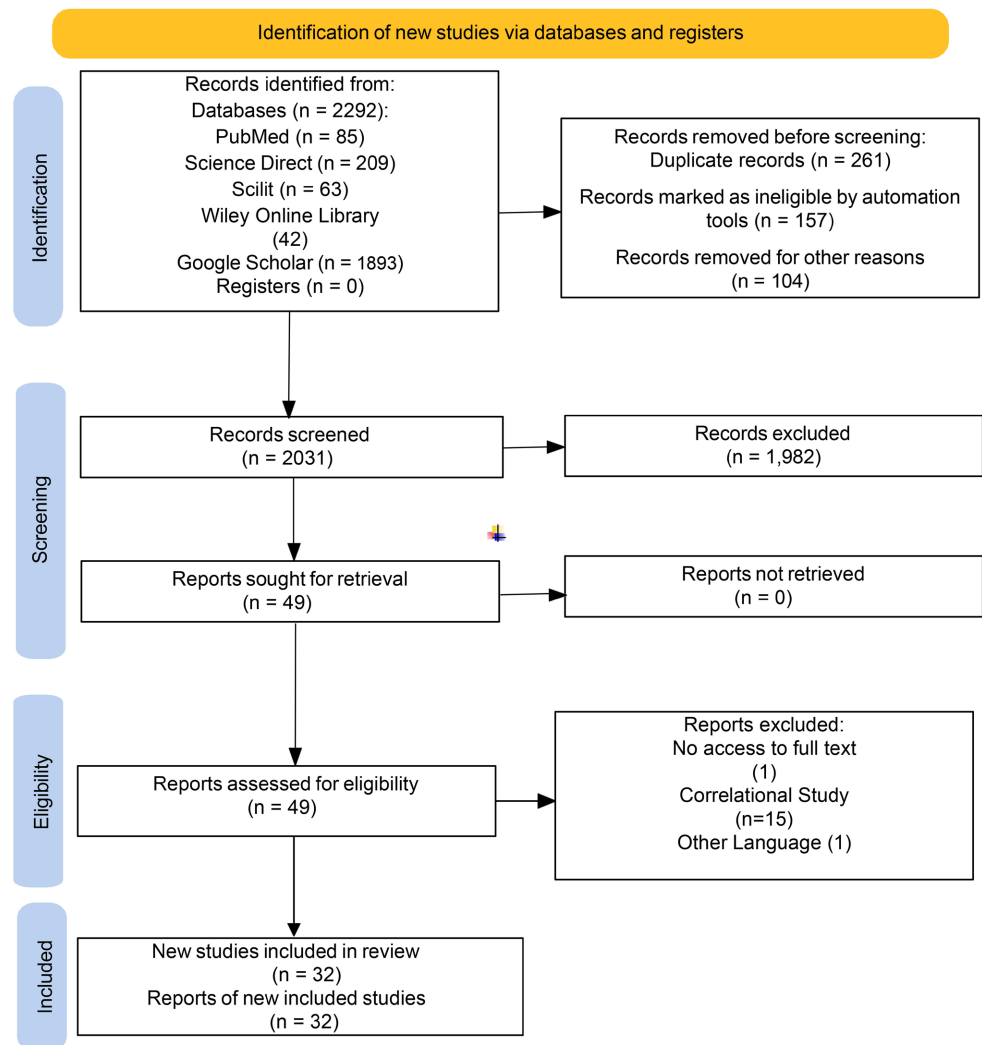 Identification of new studies via databases and registers
Identification
Records identified from:
Databases (n = 2292):
PubMed (n = 85)
Science Direct (n = 209)
Scilit (n = 63)
Wiley Online Library
(42)
Google Scholar (n = 1893)
Registers (n = 0)
Records removed before screening:
Duplicate records (n = 261)
Records marked as ineligible by automation
tools (n = 157)
Records removed for other reasons
(n = 104)
Screening
Records screened
(n = 2031)
Records excluded
(n = 1,982)
Reports sought for retrieval
(n = 49)
Reports not retrieved
(n = 0)
Eligibility
Reports assessed for eligibility
(n = 49)
Reports excluded:
No access to full text
(1)
Correlational Study
(n=15)
Other Language (1)
Included
New studies included in review
(n = 32)
Reports of new included studies
(n = 32)